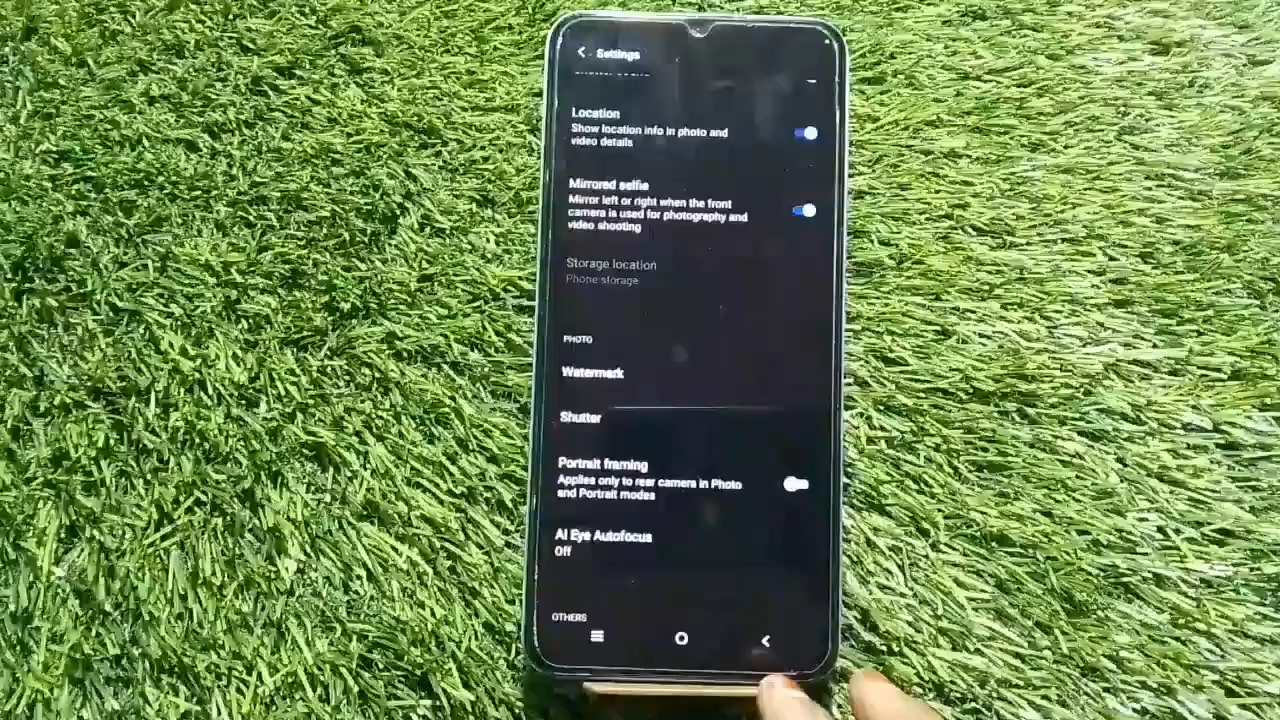 Settings
Location
Show location info in photo and
video details
Mirrored selfie
Mirror left or right when the front
camera is used for photography and
video shooting
Storage location
Phone storage
PHOTO
Watermark
Shutter
Portrait framing
Applies only to rear camera in Photo
and Portrait modes
AI Eye Autofocus
Off
OTHERS